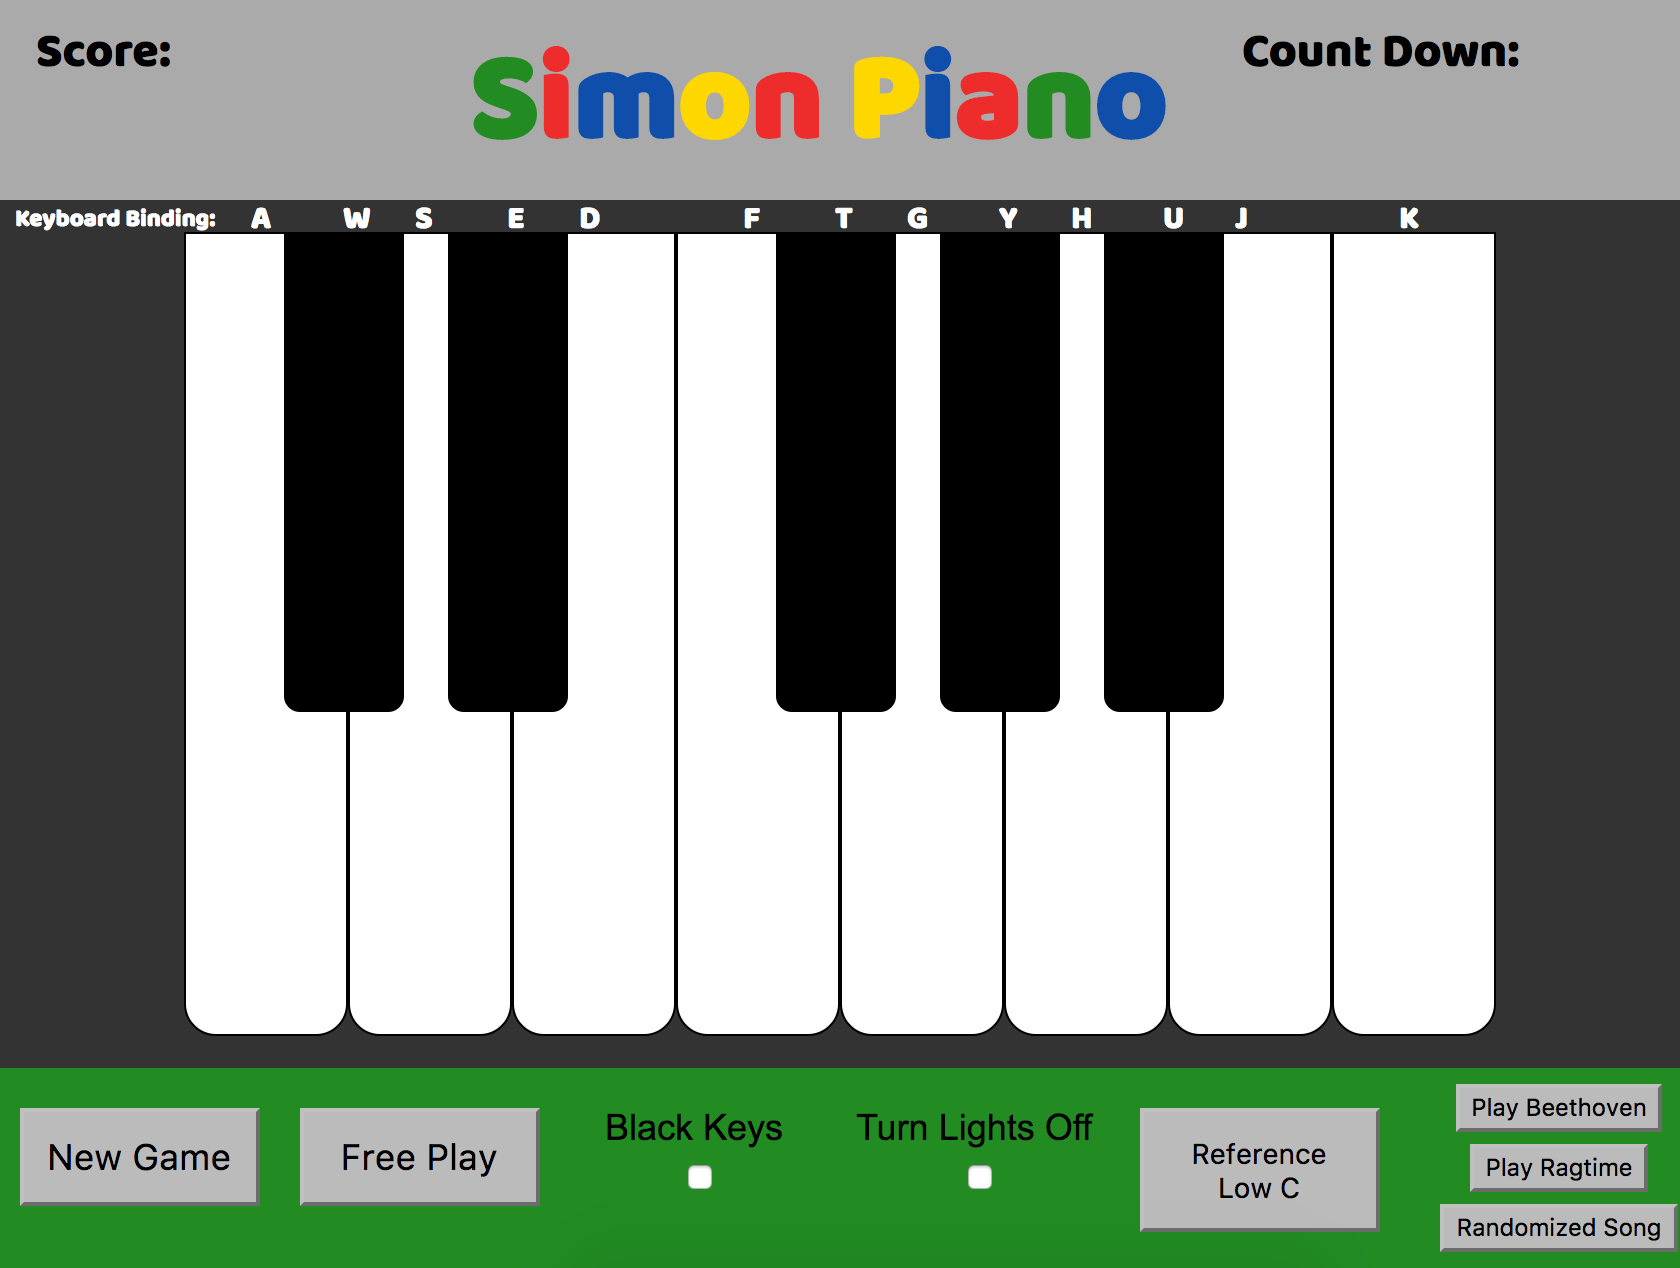 Score:
Simon Piano
Count Down:
Keyboard Binding: A W S E D F T G Y H U J K
New Game
Free Play
Black Keys
Turn Lights Off
Reference
Low C
Play Beethoven
Play Ragtime
Randomized Song